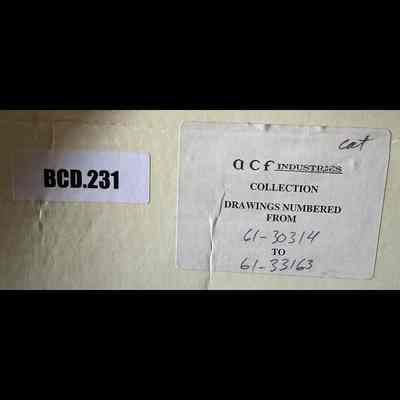 BCD.231
cat
acf INDUSTRIES
COLLECTION
DRAWINGS NUMBERED
FROM
61-30314
TO
61-33163